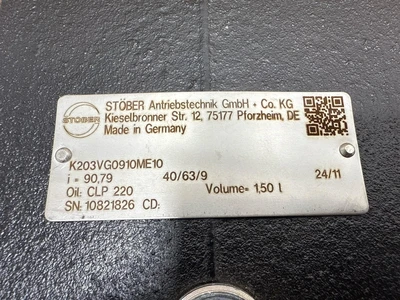 STÖBER
STÖBER Antriebstechnik GmbH + Co. KG
Kieselbronner Str. 12, 75177 Pforzheim, DE
Made in Germany
K203VG0910ME10
i = 90,79 40/63/9 24/11
Oil: CLP 220 Volume= 1,50 l
SN: 10821826 CD: